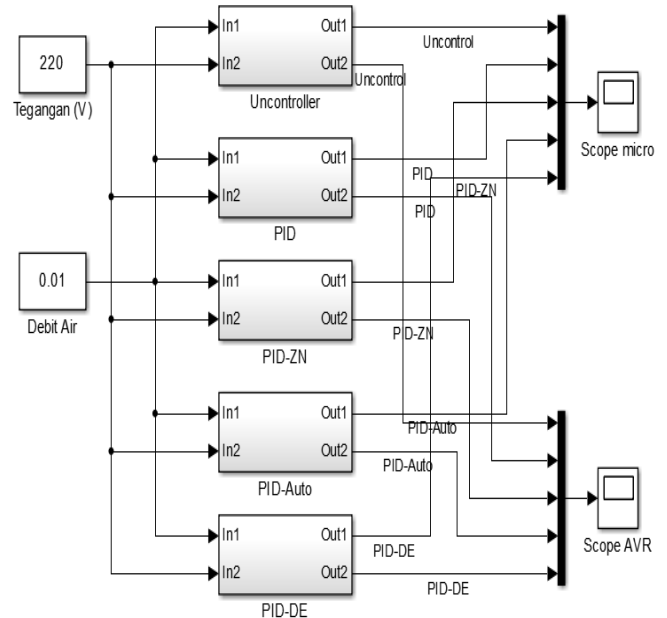 220
Tegangan (V)
0.01
Debit Air
In1
In2
Out1
Out2
Uncontroller
In1
In2
Out1
Out2
PID
In1
In2
Out1
Out2
PID-ZN
In1
In2
Out1
Out2
PID-Auto
In1
In2
Out1
Out2
PID-DE
Uncontrol
Uncontrol
PID
PID-ZN
PID
PID-ZN
PID-Auto
PID-Auto
PID-DE
PID-DE
Scope micro
Scope AVR